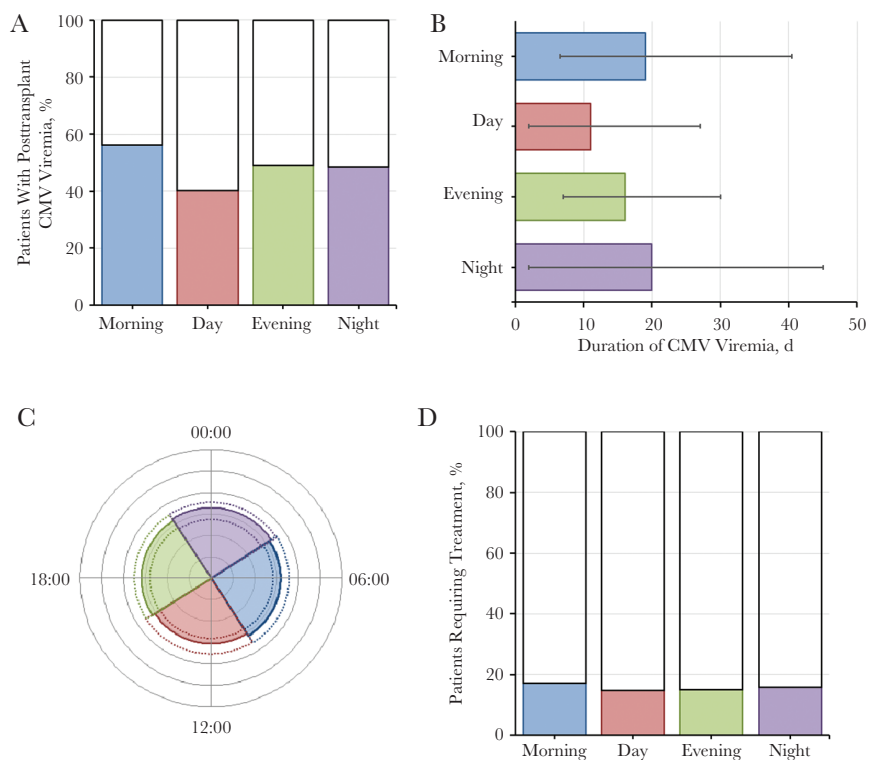 A
Patients With Posttransplant
CMV Viremia, %
100
80
60
40
20
0
Morning Day Evening Night
B
Morning
Day
Evening
Night
0 10 20 30 40 50
Duration of CMV Viremia, d
C
00:00
18:00 06:00
12:00
D
Patients Requiring Treatment, %
100
80
60
40
20
0
Morning Day Evening Night